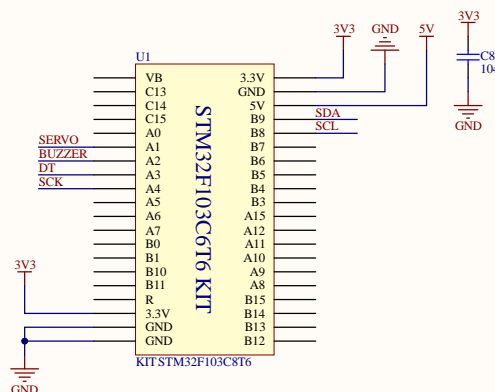 3V3
GND
5V
3V3
U1
VB
C13
C14
C15
A0
A1
A2
A3
A4
A5
A6
A7
B0
B1
B10
B11
R
3.3V
GND
GND
SERVO
BUZZER
DT
SCK
STM32F103C6T6 KIT
3.3V
GND
5V
B9
B8
B7
B6
B5
B4
B3
A15
A12
A11
A10
A9
A8
B15
B14
B13
B12
SDA
SCL
C8
104
GND
3V3
GND
KIT STM32F103C8T6